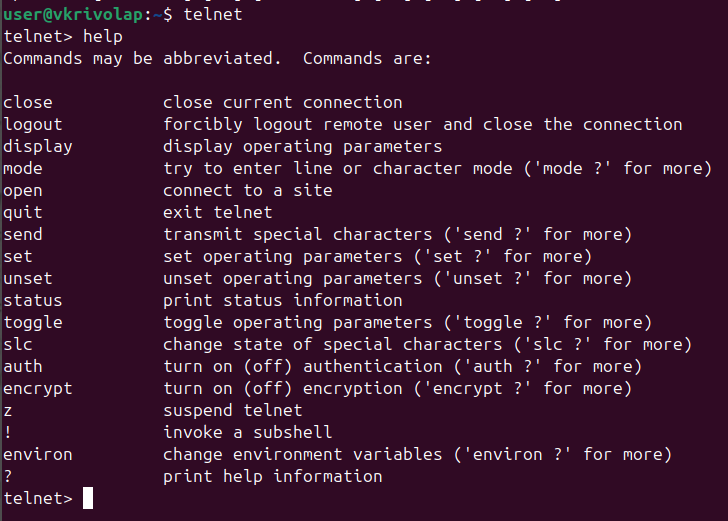 user@vkrivolap:~$ telnet
telnet> help
Commands may be abbreviated.  Commands are:

close           close current connection
logout          forcibly logout remote user and close the connection
display         display operating parameters
mode            try to enter line or character mode ('mode ?' for more)
open            connect to a site
quit            exit telnet
send            transmit special characters ('send ?' for more)
set             set operating parameters ('set ?' for more)
unset           unset operating parameters ('unset ?' for more)
status          print status information
toggle          toggle operating parameters ('toggle ?' for more)
slc             change state of special characters ('slc ?' for more)
auth            turn on (off) authentication ('auth ?' for more)
encrypt         turn on (off) encryption ('encrypt ?' for more)
z               suspend telnet
!               invoke a subshell
environ         change environment variables ('environ ?' for more)
?               print help information
telnet>